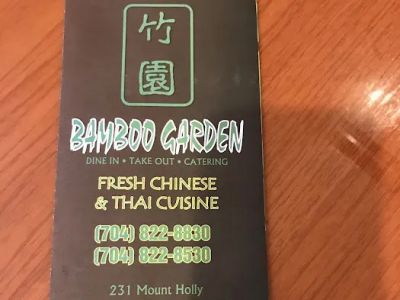 竹
園
BAMBOO GARDEN
DINE IN • TAKE OUT • CATERING
FRESH CHINESE
& THAI CUISINE
(704) 822-8830
(704) 822-8530
231 Mount Holly